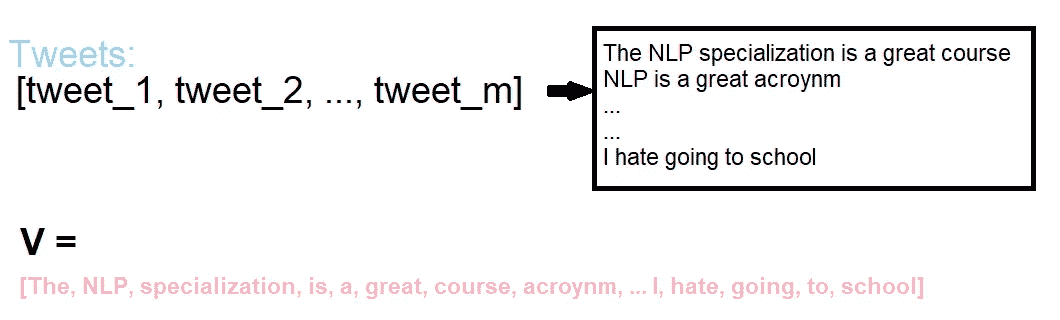 Tweets:
[tweet_1, tweet_2, ..., tweet_m]
The NLP specialization is a great course
NLP is a great acroynm
...
...
I hate going to school
V =
[The, NLP, specialization, is, a, great, course, acroynm, ... I, hate, going, to, school]